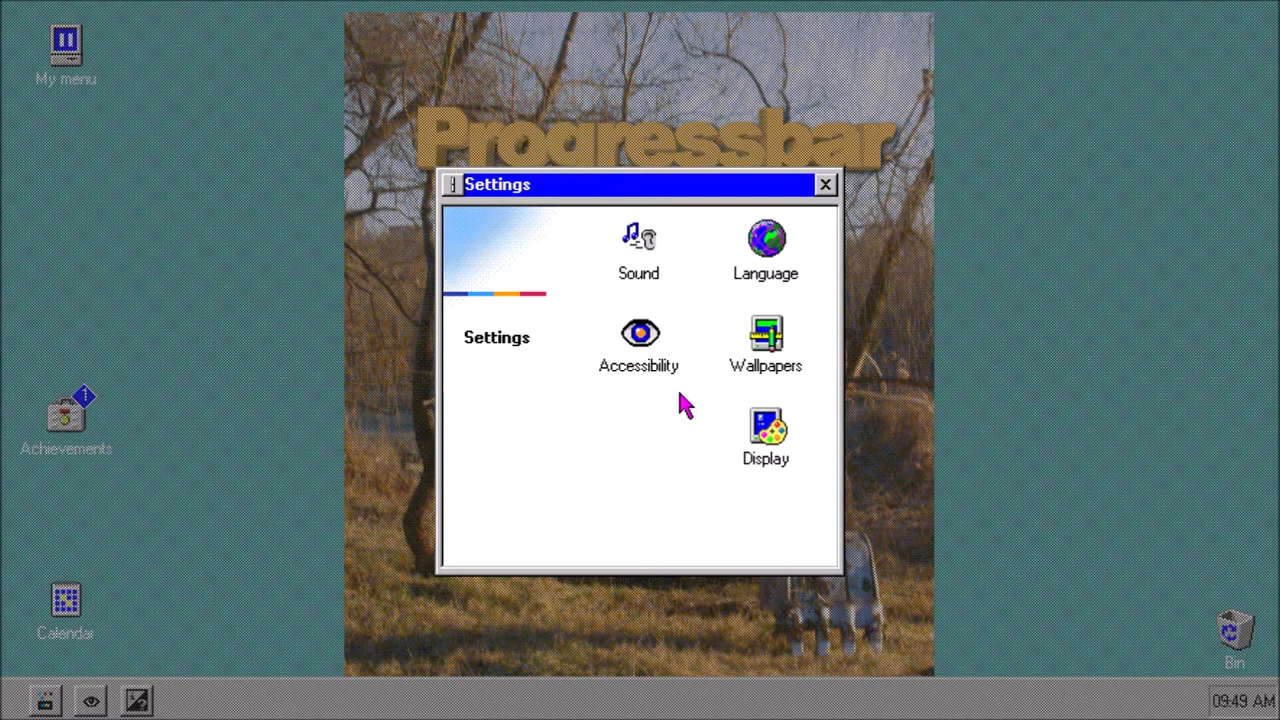 My menu
Progressbar
Settings
Sound
Language
Settings
Accessibility
Wallpapers
Achievements
Display
Calendar
Bin
09:49 AM